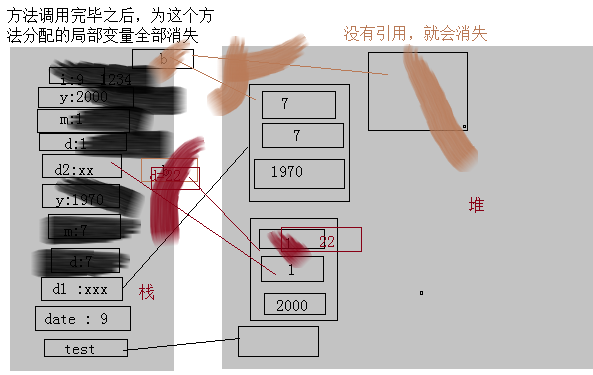 方法调用完毕之后，为这个方
法分配的局部变量全部消失
没有引用，就会消失
b
i:9 1234
y:2000
m:1
d:1
d2:xx
d=22
y:1970
m:7
d:7
d1 :xxx
栈
date : 9
test
7
7
1970
22
1
2000
堆